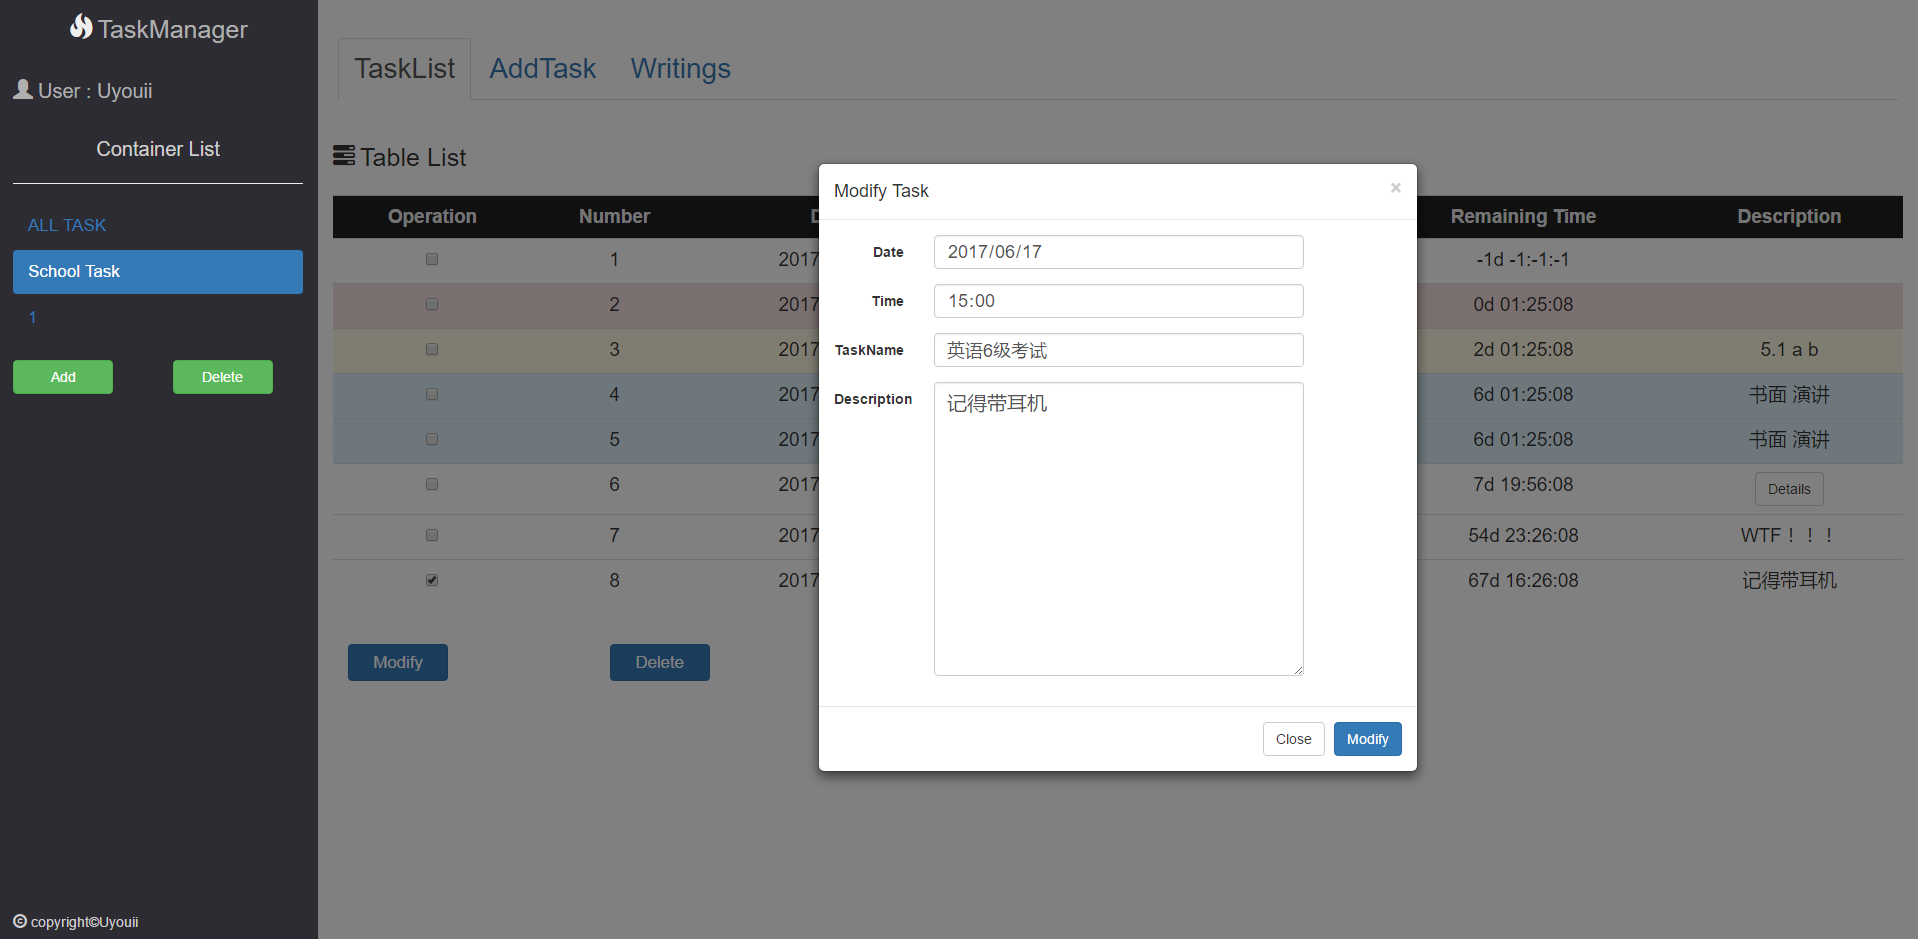 TaskManager
User : Uyouii
Container List
ALL TASK
School Task
1
Add Delete
copyright©Uyouii
TaskList AddTask Writings
Table List
Operation Number Remaining Time Description
1 2017 -1d -1:-1:-1
2 2017 0d 01:25:08
3 2017 2d 01:25:08 5.1 a b
4 2017 6d 01:25:08 书面 演讲
5 2017 6d 01:25:08 书面 演讲
6 2017 7d 19:56:08 Details
7 2017 54d 23:26:08 WTF！！！
8 2017 67d 16:26:08 记得带耳机
Modify Delete
Modify Task ×
Date 2017/06/17
Time 15:00
TaskName 英语6级考试
Description 记得带耳机
Close Modify